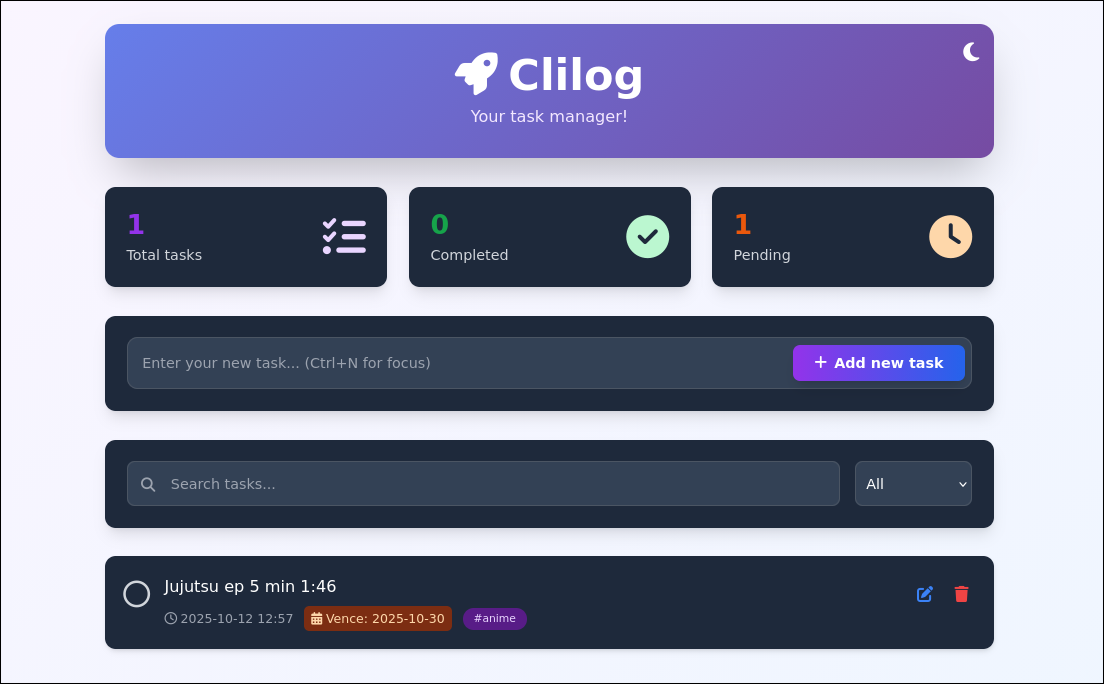 Clilog
Your task manager!
1
Total tasks
0
Completed
1
Pending
Enter your new task... (Ctrl+N for focus)
+ Add new task
Search tasks...
All
Jujutsu ep 5 min 1:46
2025-10-12 12:57 Vence: 2025-10-30 #anime